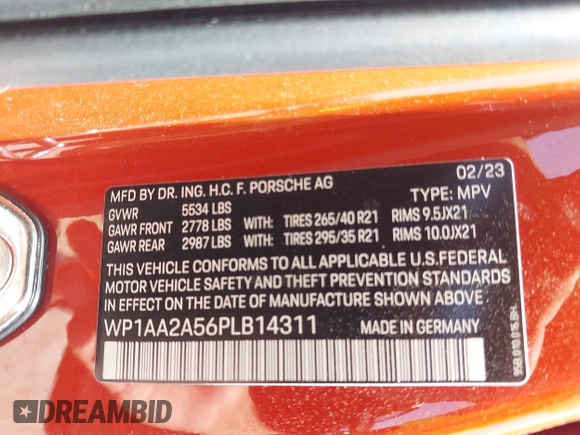 02/23
MFD BY DR. ING. H.C. F. PORSCHE AG TYPE: MPV
GVWR 5534 LBS
GAWR FRONT 2778 LBS WITH: TIRES 265/40 R21 RIMS 9.5JX21
GAWR REAR 2987 LBS WITH: TIRES 295/35 R21 RIMS 10.0JX21
THIS VEHICLE CONFORMS TO ALL APPLICABLE U.S.FEDERAL
MOTOR VEHICLE SAFETY AND THEFT PREVENTION STANDARDS
IN EFFECT ON THE DATE OF MANUFACTURE SHOWN ABOVE.
WP1AA2A56PLB14311 MADE IN GERMANY
DREAMBID